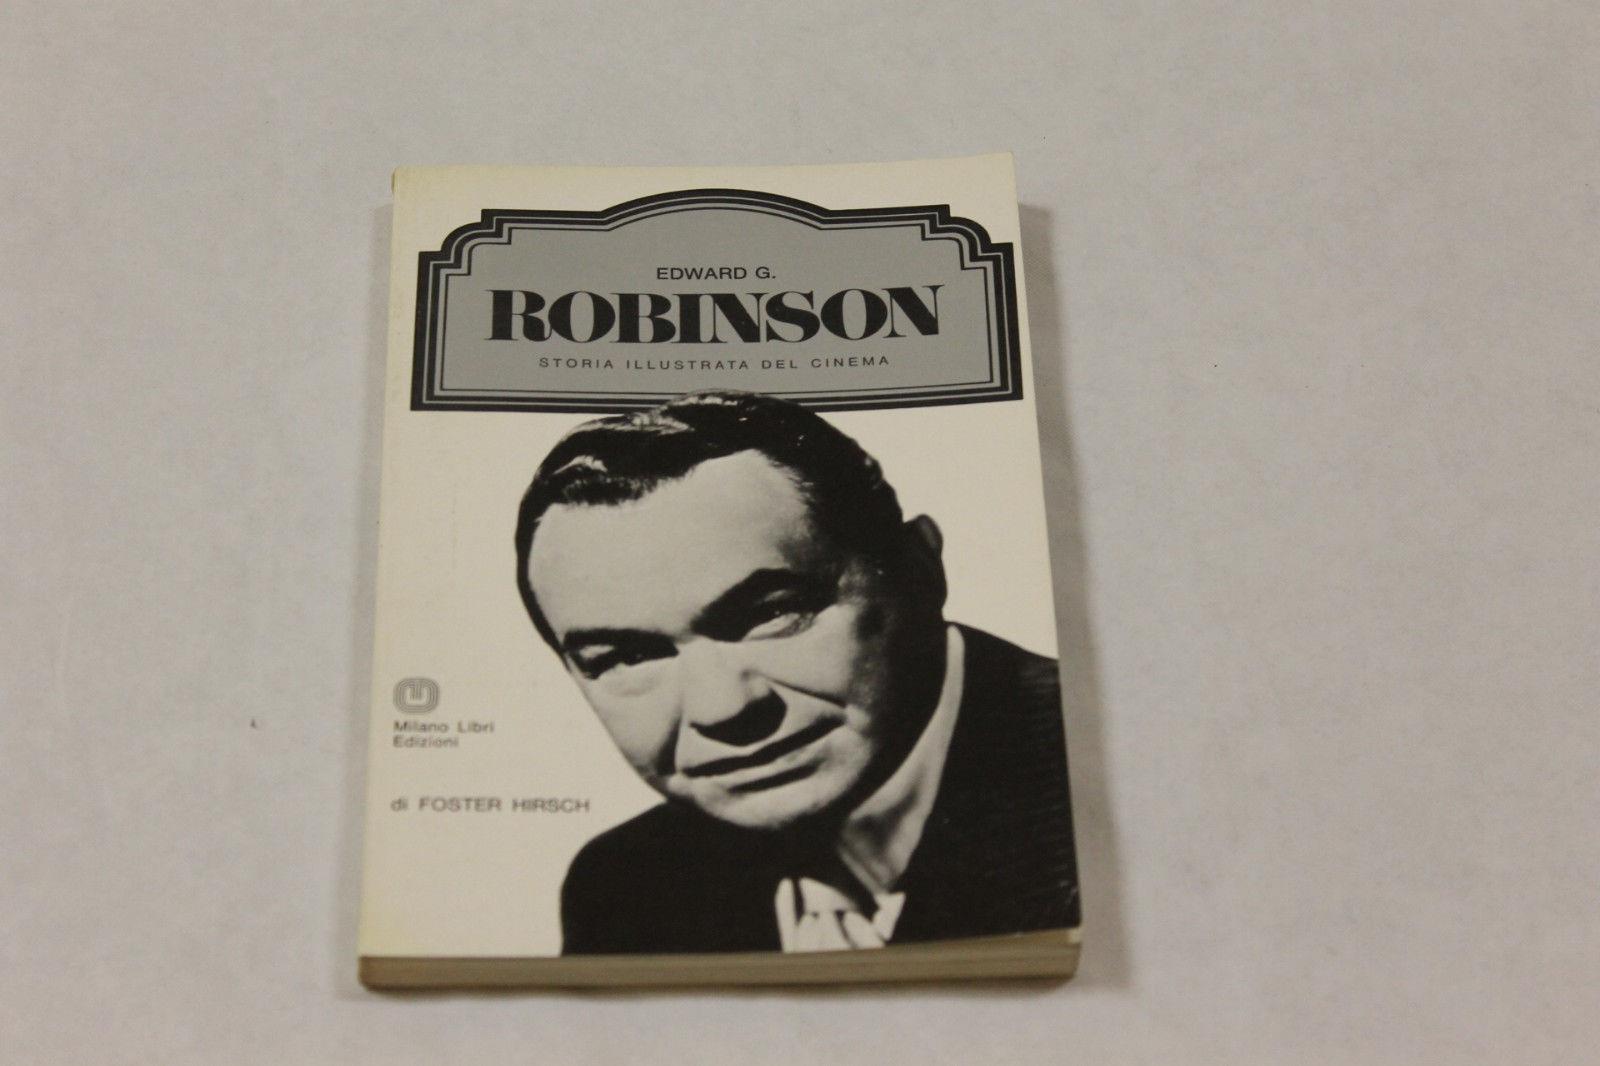 EDWARD G.
ROBINSON
STORIA ILLUSTRATA DEL CINEMA
Milano Libri
Edizioni
di FOSTER HIRSCH